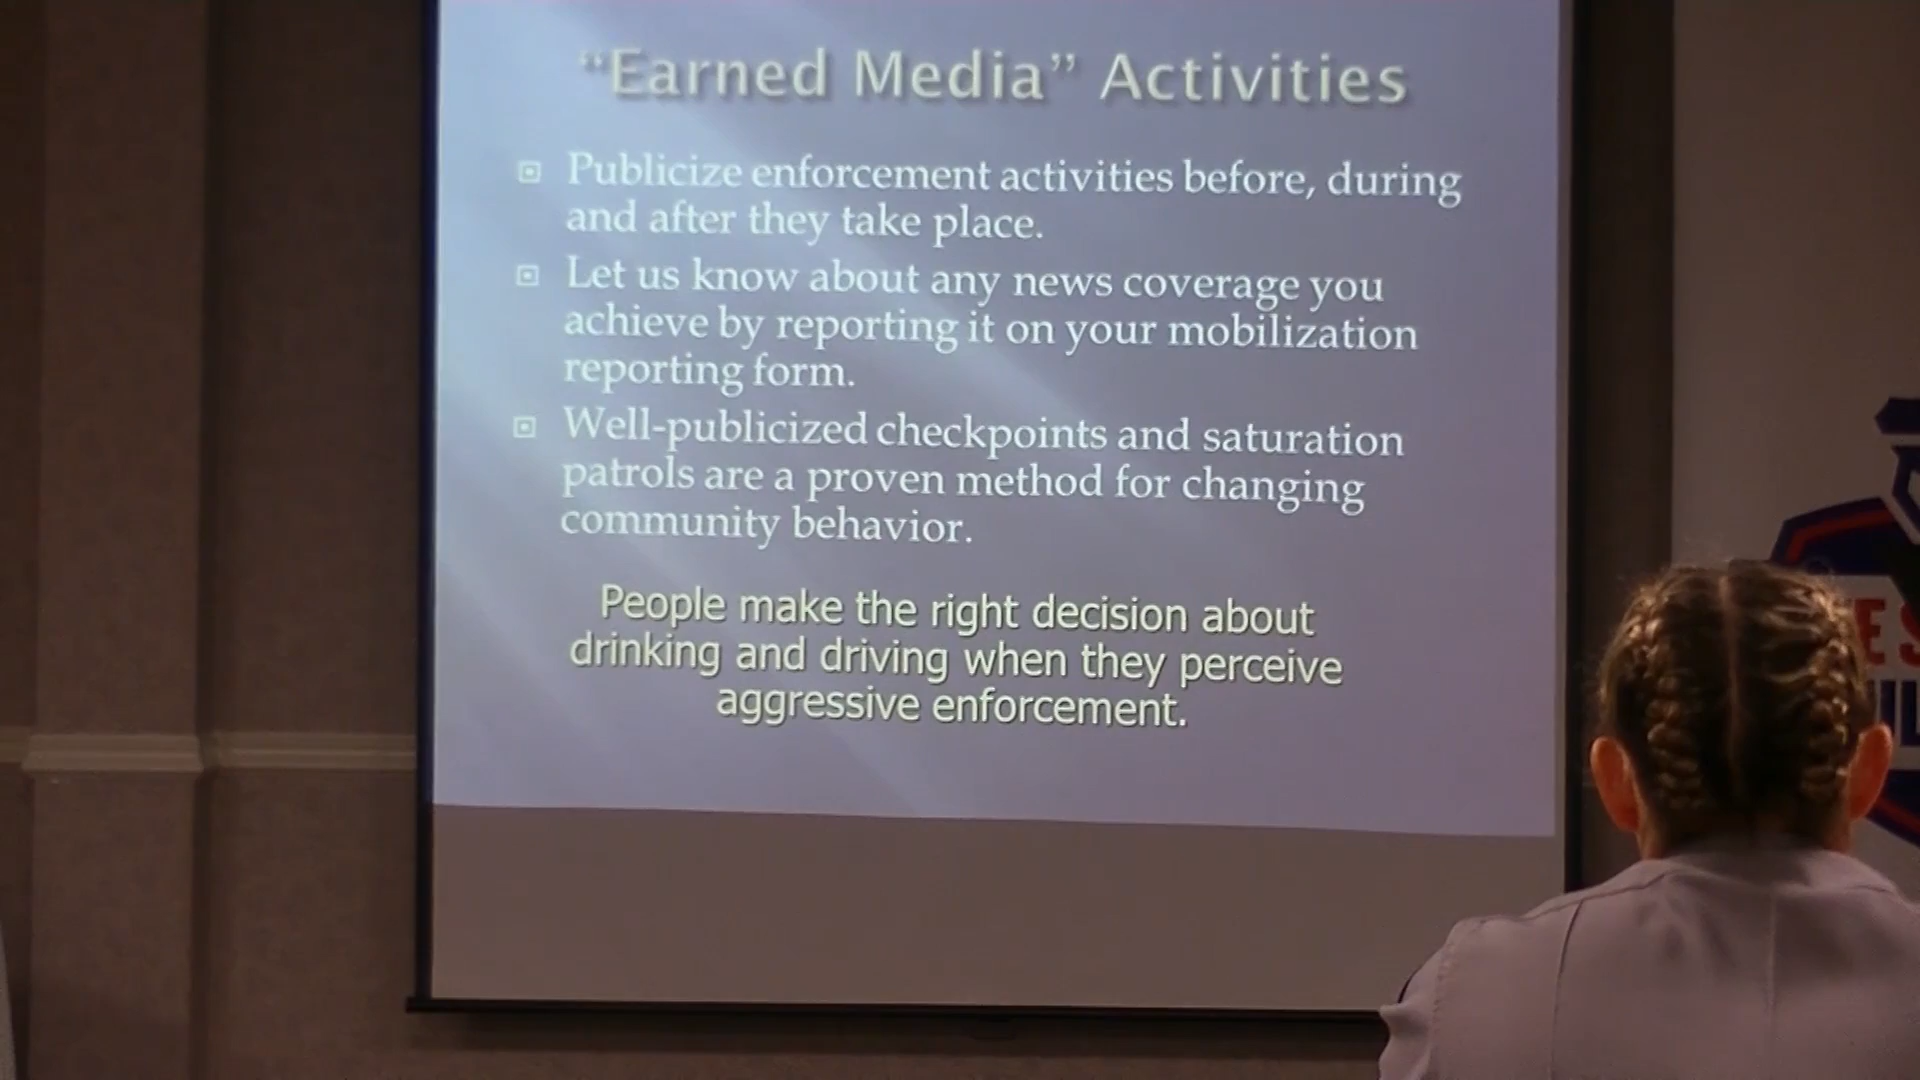 "Earned Media" Activities
Publicize enforcement activities before, during
and after they take place.
Let us know about any news coverage you
achieve by reporting it on your mobilization
reporting form.
Well-publicized checkpoints and saturation
patrols are a proven method for changing
community behavior.
People make the right decision about
drinking and driving when they perceive
aggressive enforcement.